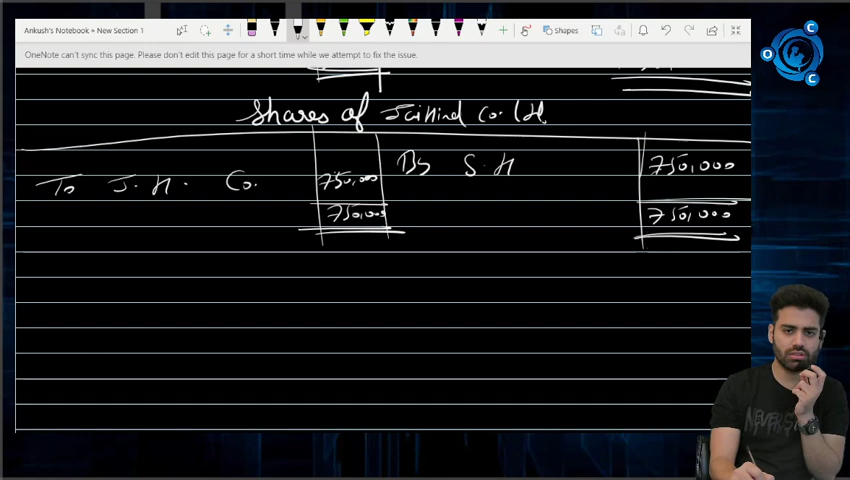 Ankush's Notebook » New Section 1
Shapes
OneNote can't sync this page. Please don't edit this page for a short time while we attempt to fix the issue.
Shares of Jaihind Co. Ltd
To J.H. Co. 750,000 By S.H 750,000
750,000 750,000
O C C
NEVER